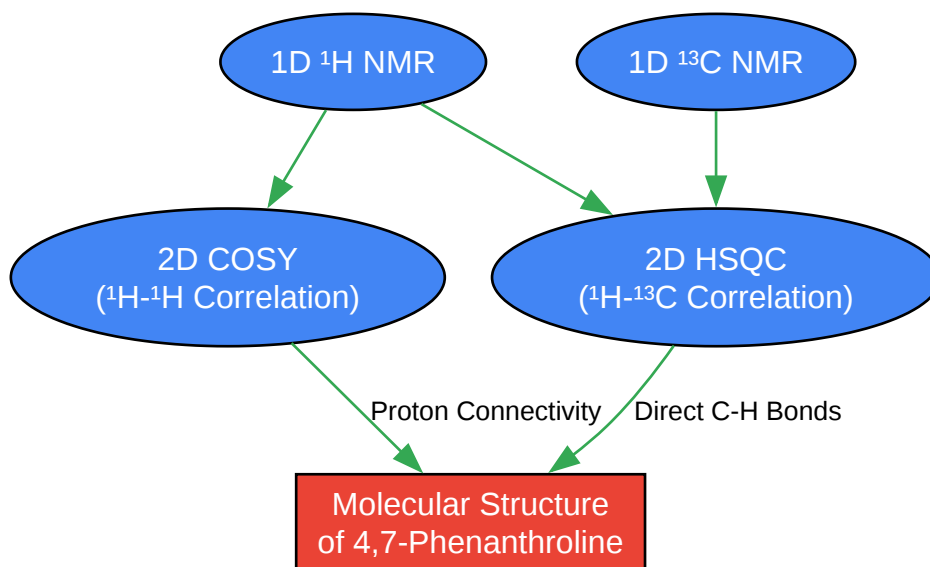 1D ¹H NMR
1D ¹³C NMR
2D COSY
(¹H-¹H Correlation)
2D HSQC
(¹H-¹³C Correlation)
Proton Connectivity
Direct C-H Bonds
Molecular Structure
of 4,7-Phenanthroline